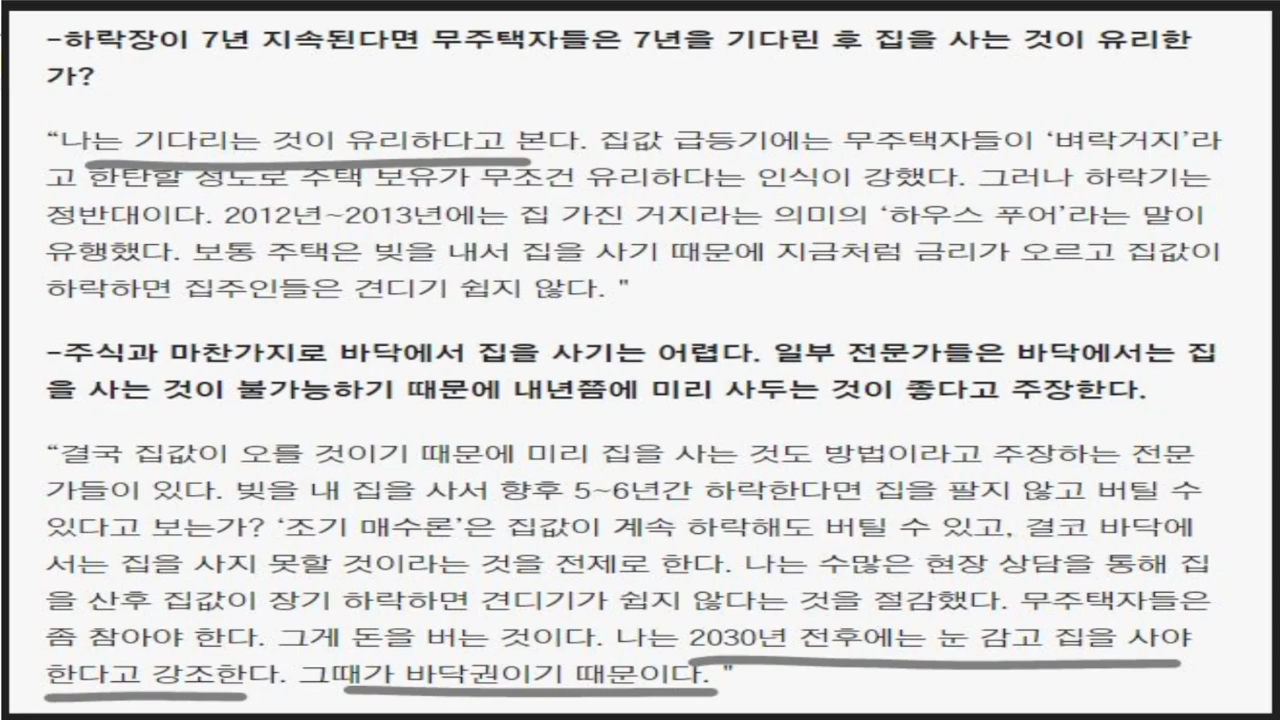 -하락장이 7년 지속된다면 무주택자들은 7년을 기다린 후 집을 사는 것이 유리한
가?
“나는 기다리는 것이 유리하다고 본다. 집값 급등기에는 무주택자들이 ‘벼락거지’라
고 한탄할 정도로 주택 보유가 무조건 유리하다는 인식이 강했다. 그러나 하락기는
정반대이다. 2012년~2013년에는 집 가진 거지라는 의미의 ‘하우스 푸어’라는 말이
유행했다. 보통 주택은 빚을 내서 집을 사기 때문에 지금처럼 금리가 오르고 집값이
하락하면 집주인들은 견디기 쉽지 않다. "
-주식과 마찬가지로 바닥에서 집을 사기는 어렵다. 일부 전문가들은 바닥에서는 집
을 사는 것이 불가능하기 때문에 내년쯤에 미리 사두는 것이 좋다고 주장한다.
“결국 집값이 오를 것이기 때문에 미리 집을 사는 것도 방법이라고 주장하는 전문
가들이 있다. 빚을 내 집을 사서 향후 5~6년간 하락한다면 집을 팔지 않고 버틸 수
있다고 보는가? ‘조기 매수론’은 집값이 계속 하락해도 버틸 수 있고, 결코 바닥에
서는 집을 사지 못할 것이라는 것을 전제로 한다. 나는 수많은 현장 상담을 통해 집
을 산후 집값이 장기 하락하면 견디기가 쉽지 않다는 것을 절감했다. 무주택자들은
좀 참아야 한다. 그게 돈을 버는 것이다. 나는 2030년 전후에는 눈 감고 집을 사야
한다고 강조한다. 그때가 바닥권이기 때문이다. "